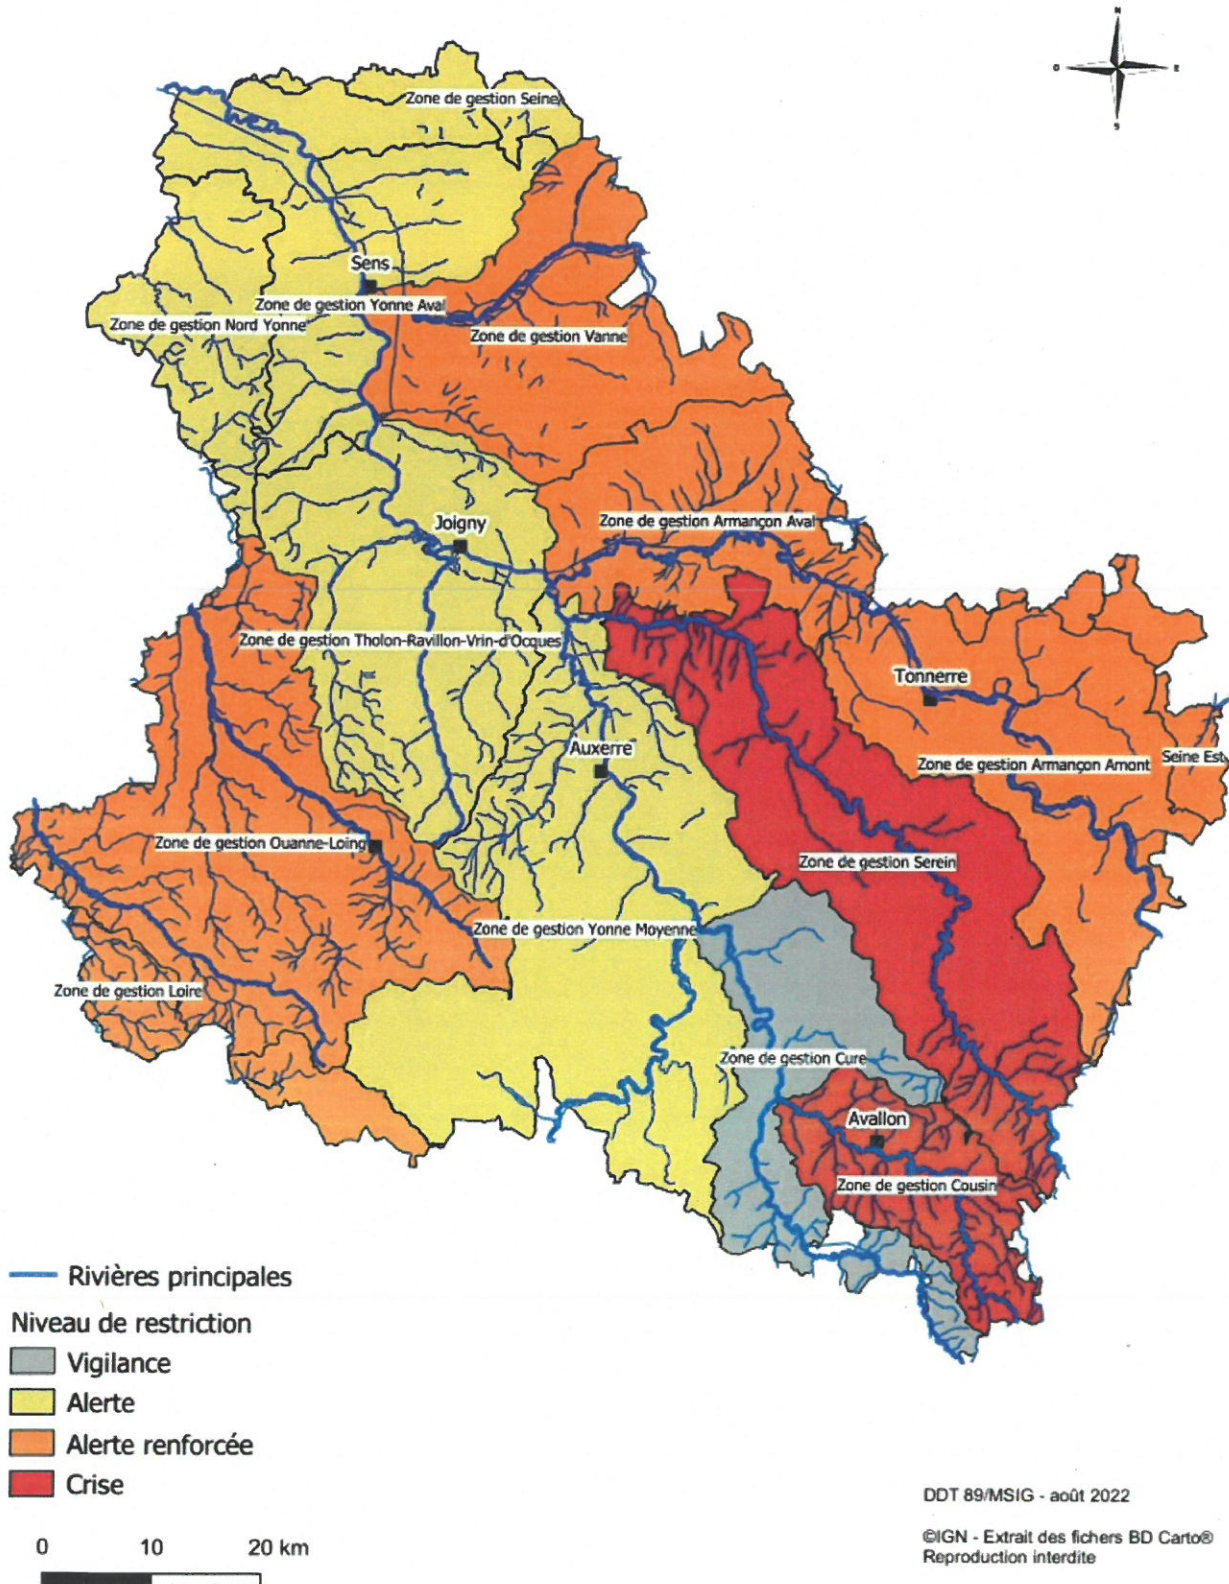 N
O
E
S
Zone de gestion Seine
Sens
Zone de gestion Yonne Aval
Zone de gestion Nord Yonne
Zone de gestion Vanne
Zone de gestion Armançon Aval
Joigny
Zone de gestion Tholon-Ravillon-Vrin-d'Ocques
Tonnerre
Auxerre
Zone de gestion Armançon Amont
Seine Est
Zone de gestion Ouanne-Loing
Zone de gestion Serein
Zone de gestion Yonne Moyenne
Zone de gestion Loire
Zone de gestion Cure
Avallon
Zone de gestion Cousin
Rivières principales
Niveau de restriction
Vigilance
Alerte
Alerte renforcée
Crise
DDT 89/MSIG - août 2022
©IGN - Extrait des fichers BD Carto®
Reproduction interdite
0 10 20 km